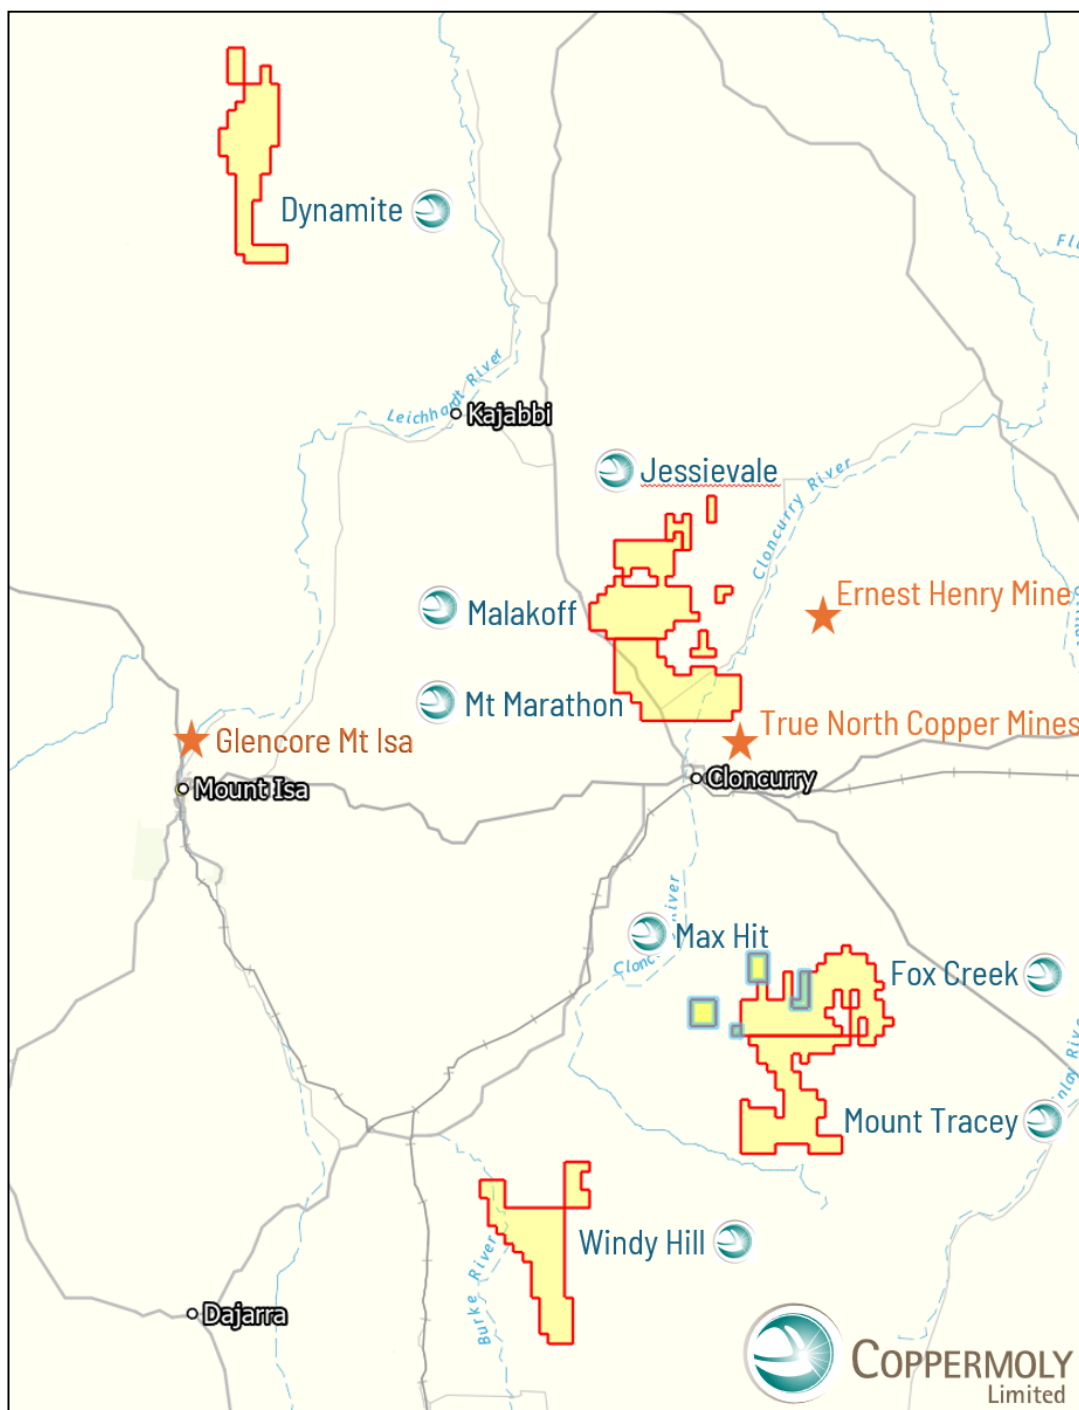 Dynamite
Fli
Leichhardt River
Kajabbi
Jessievale
Cloncurry River
Ernest Henry Mine
Malakoff
Mt Marathon
True North Copper Mines
Glencore Mt Isa
Mount Isa
Cloncurry
Max Hit
Fox Creek
Mount Tracey
Windy Hill
Burke River
Dajarra
COPPERMOLY
Limited